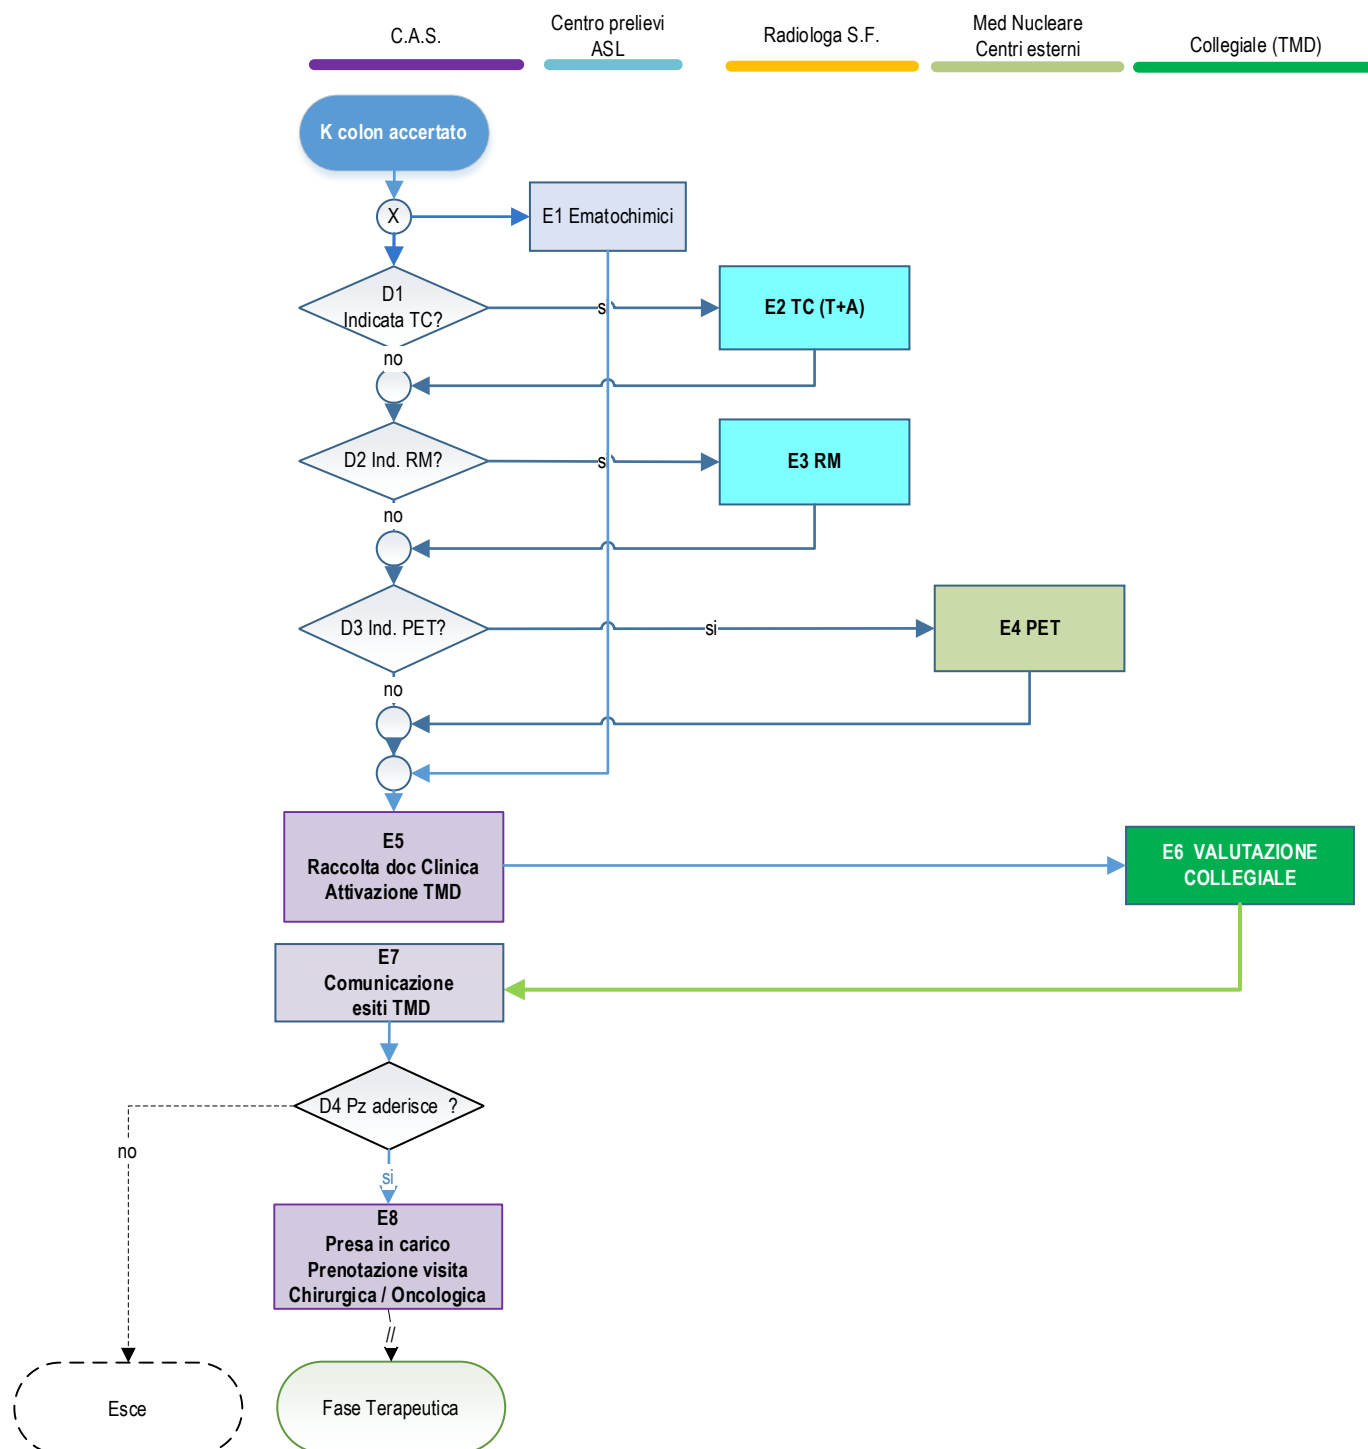 C.A.S.
Centro prelievi
ASL
Radiologa S.F.
Med Nucleare
Centri esterni
Collegiale (TMD)
K colon accertato
X
E1 Ematochimici
D1
Indicata TC?
s
E2 TC (T+A)
no
D2 Ind. RM?
s
E3 RM
no
D3 Ind. PET?
si
E4 PET
no
E5
Raccolta doc Clinica
Attivazione TMD
E6 VALUTAZIONE
COLLEGIALE
E7
Comunicazione
esiti TMD
D4 Pz aderisce ?
no
si
E8
Presa in carico
Prenotazione visita
Chirurgica / Oncologica
//
Esce
Fase Terapeutica